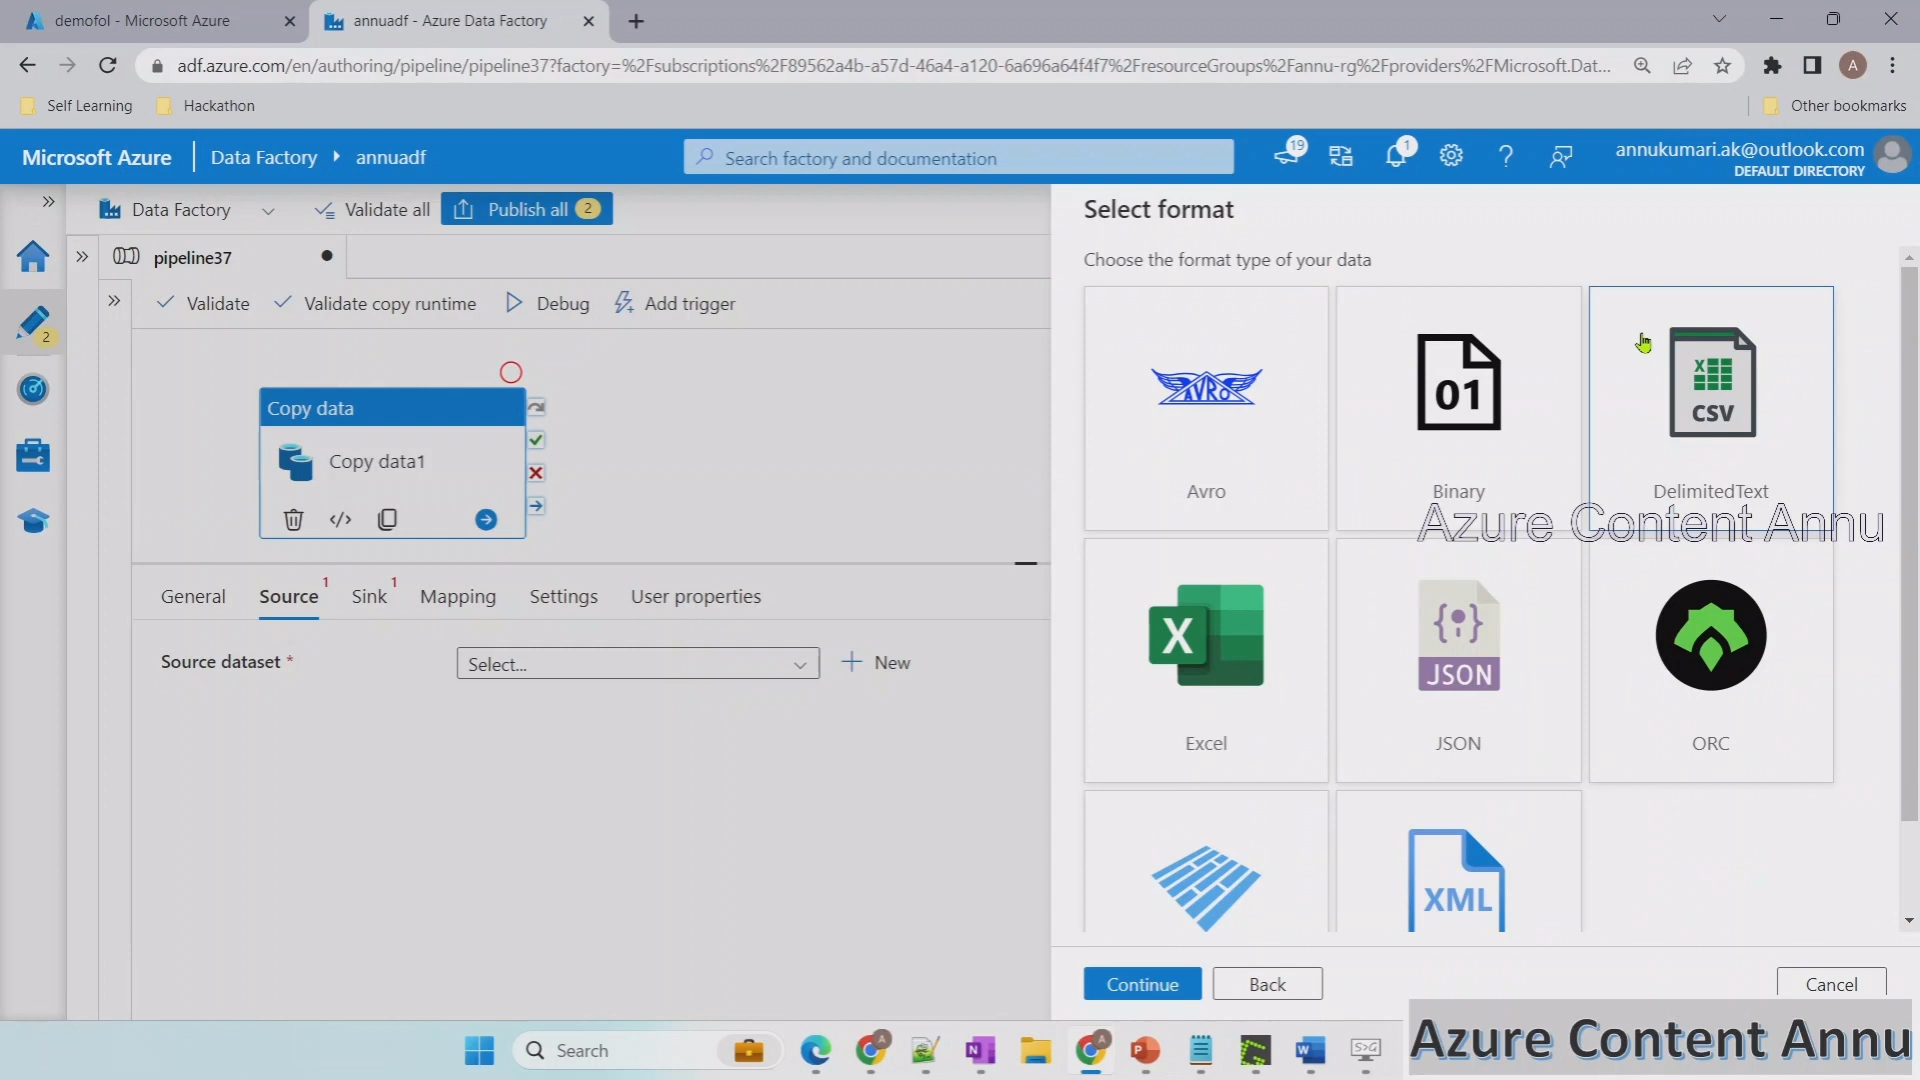 demofol - Microsoft Azure
annuadf - Azure Data Factory
adf.azure.com/en/authoring/pipeline/pipeline37?factory=%2Fsubscriptions%2F89562a4b-a57d-46a4-a120-6a696a64f4f7%2FresourceGroups%2Fannu-rg%2Fproviders%2FMicrosoft.Dat...
A
Self Learning
Hackathon
Other bookmarks
Microsoft Azure
Data Factory
annuadf
Search factory and documentation
19
1
annukumari.ak@outlook.com
DEFAULT DIRECTORY
Data Factory
Validate all
Publish all
2
pipeline37
Validate
Validate copy runtime
Debug
Add trigger
2
Copy data
Copy data1
General
Source
1
Sink
1
Mapping
Settings
User properties
Source dataset *
Select...
New
Select format
Choose the format type of your data
AVRO
Avro
01
Binary
X
CSV
DelimitedText
Azure Content Annu
X
Excel
JSON
JSON
ORC
XML
Continue
Back
Cancel
Search
Azure Content Annu